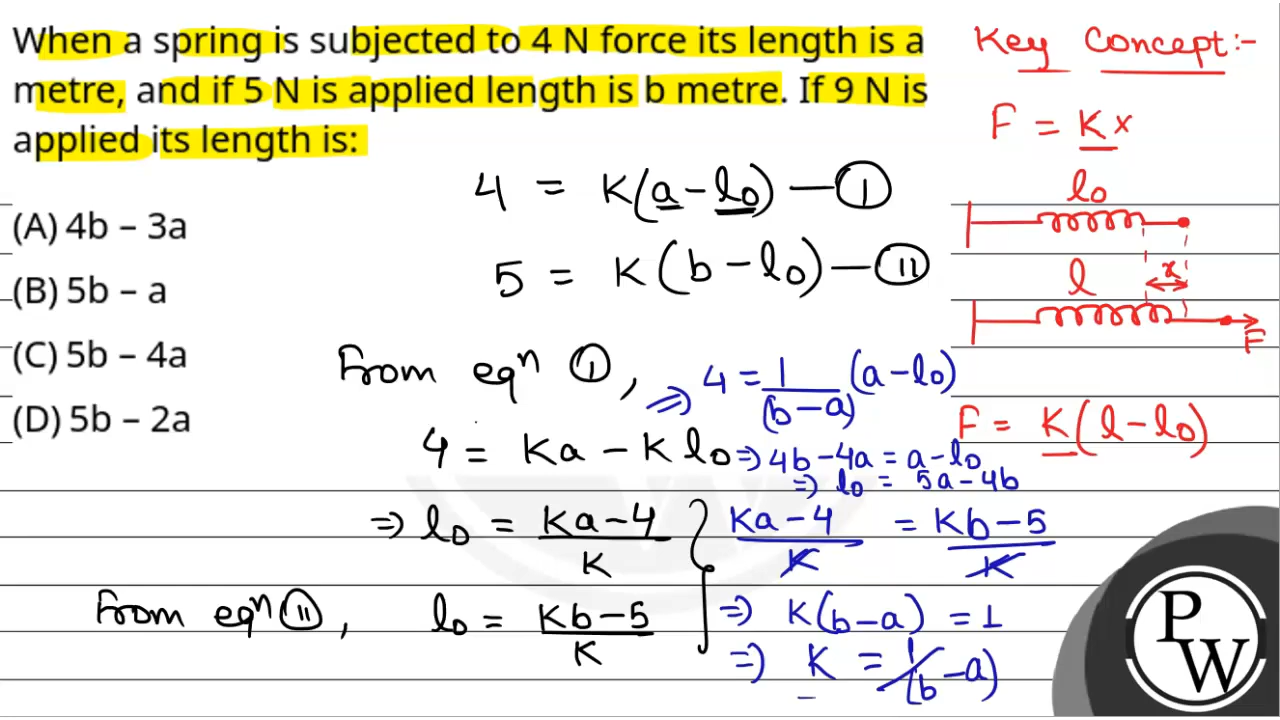 When a spring is subjected to 4 N force its length is a
metre, and if 5 N is applied length is b metre. If 9 N is
applied its length is:
(A) 4b – 3a
(B) 5b – a
(C) 5b – 4a
(D) 5b – 2a
Key Concept:-
F = Kx
l₀
l
x
F
F = K(l - l₀)
4 = K(a - l₀) — Ⓘ
5 = K(b - l₀) — ⓘⓘ
From eqⁿ Ⓘ,
4 = Ka - Kl₀
⇒ l₀ = (Ka - 4)/K
From eqⁿ ⓘⓘ, l₀ = (Kb - 5)/K
⇒ 4 = 1/(b - a) (a - l₀)
⇒ 4b - 4a = a - l₀
⇒ l₀ = 5a - 4b
(Ka - 4)/K = (Kb - 5)/K
⇒ K(b - a) = 1
⇒ K = 1/(b - a)
PW